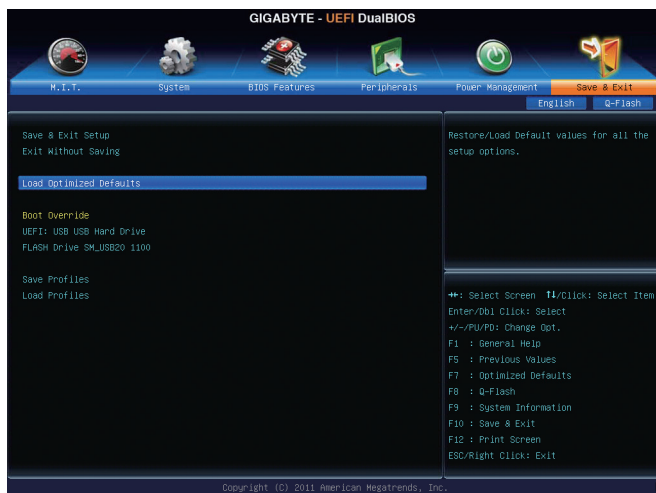 GIGABYTE - UEFI DualBIOS
M.I.T. System BIOS Features Peripherals Power Management Save & Exit
English Q-Flash
Save & Exit Setup
Exit Without Saving
Load Optimized Defaults
Boot Override
UEFI: USB USB Hard Drive
FLASH Drive SM_USB20 1100
Save Profiles
Load Profiles
Restore/Load Default values for all the
setup options.
→←: Select Screen ↑↓/Click: Select Item
Enter/Dbl Click: Select
+/-/PU/PD: Change Opt.
F1 : General Help
F5 : Previous Values
F7 : Optimized Defaults
F8 : Q-Flash
F9 : System Information
F10 : Save & Exit
F12 : Print Screen
ESC/Right Click: Exit
Copyright (C) 2011 American Megatrends, Inc.